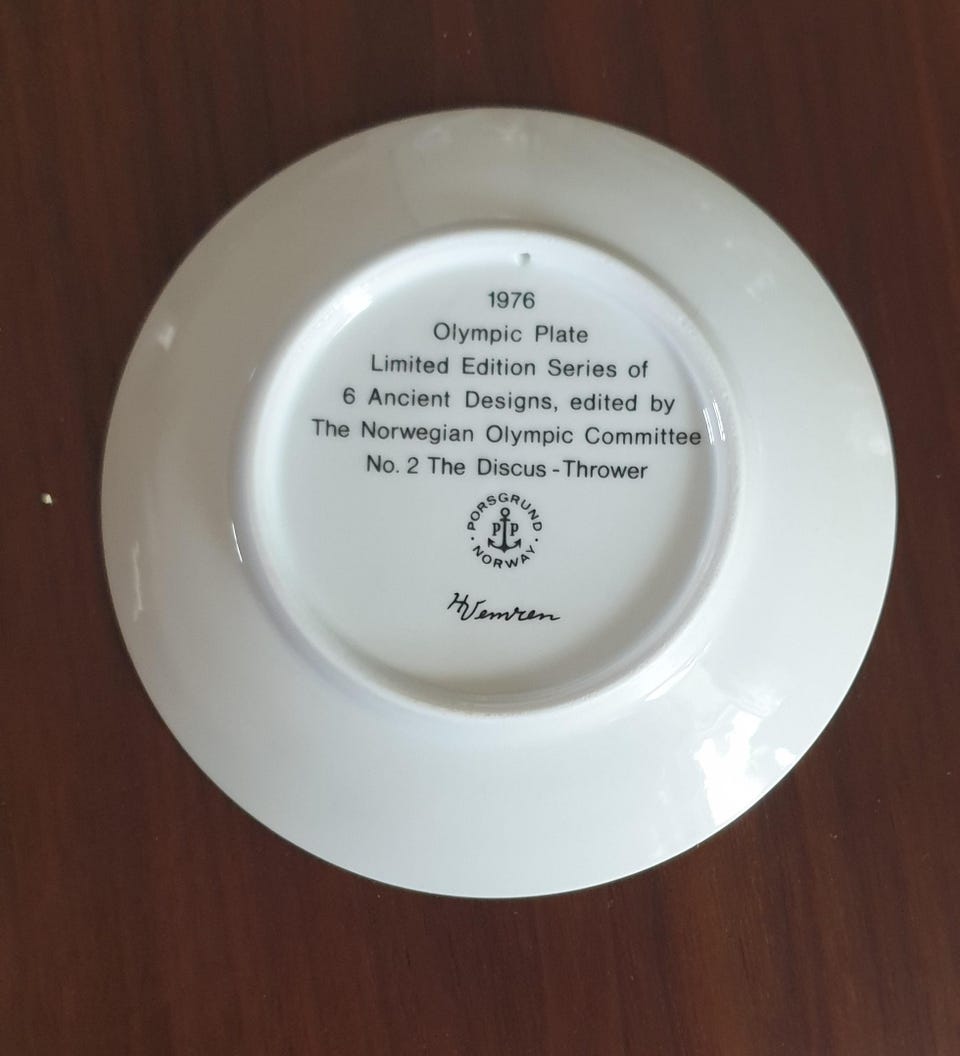 1976
Olympic Plate
Limited Edition Series of
6 Ancient Designs, edited by
The Norwegian Olympic Committee
No. 2 The Discus-Thrower
PORSGRUND
P P
NORWAY